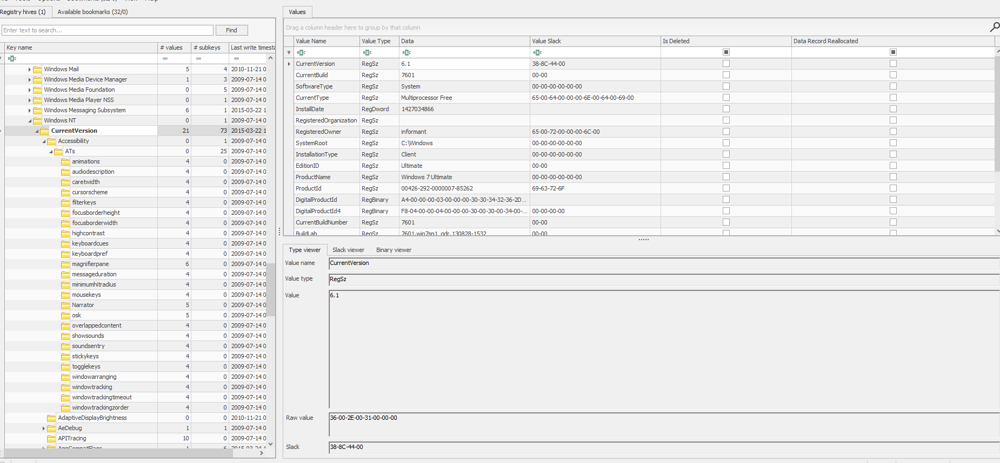 Registry hives (1) Available bookmarks (32/0)
Enter text to search... Find
Key name # values # subkeys Last write timesta
= = =
Windows Mail 5 4 2010-11-21 0
Windows Media Device Manager 1 3 2009-07-14 0
Windows Media Foundation 0 5 2009-07-14 0
Windows Media Player NSS 0 1 2009-07-14 0
Windows Messaging Subsystem 6 1 2015-03-22 1
Windows NT 0 1 2009-07-14 0
CurrentVersion 21 73 2015-03-22 1
Accessibility 0 1 2009-07-14 0
ATs 0 25 2009-07-14 0
animations 4 0 2009-07-14 0
audiodescription 4 0 2009-07-14 0
caretwidth 4 0 2009-07-14 0
cursorscheme 4 0 2009-07-14 0
filterkeys 4 0 2009-07-14 0
focusborderheight 4 0 2009-07-14 0
focusborderwidth 4 0 2009-07-14 0
highcontrast 4 0 2009-07-14 0
keyboardcues 4 0 2009-07-14 0
keyboardpref 4 0 2009-07-14 0
magnifierpane 6 0 2009-07-14 0
messageduration 4 0 2009-07-14 0
minimumhitradius 4 0 2009-07-14 0
mousekeys 4 0 2009-07-14 0
Narrator 5 0 2009-07-14 0
osk 5 0 2009-07-14 0
overlappedcontent 4 0 2009-07-14 0
showsounds 4 0 2009-07-14 0
soundsentry 4 0 2009-07-14 0
stickykeys 4 0 2009-07-14 0
togglekeys 4 0 2009-07-14 0
windowarranging 4 0 2009-07-14 0
windowtracking 4 0 2009-07-14 0
windowtrackingtimeout 4 0 2009-07-14 0
windowtrackingzorder 4 0 2009-07-14 0
AdaptiveDisplayBrightness 0 0 2010-11-21 0
AeDebug 1 1 2009-07-14 0
APITracing 10 0 2009-07-14 0
AppCompatFlags 1 6 2015-03-24 1
Values
Drag a column header here to group by that column
Value Name Value Type Data Value Slack Is Deleted Data Record Reallocated
CurrentVersion RegSz 6.1 38-8C-44-00
CurrentBuild RegSz 7601 00-00
SoftwareType RegSz System 00-00-00-00-00-00
CurrentType RegSz Multiprocessor Free 65-00-64-00-00-00-6E-00-64-00-69-00
InstallDate RegDword 1427034866
RegisteredOrganization RegSz
RegisteredOwner RegSz informant 65-00-72-00-00-00-6C-00
SystemRoot RegSz C:\Windows 00-00-00-00-00-00
InstallationType RegSz Client 00-00-00-00-00-00
EditionID RegSz Ultimate 00-00
ProductName RegSz Windows 7 Ultimate 00-00-00-00-00-00
ProductId RegSz 00426-292-0000007-85262 69-63-72-6F
DigitalProductId RegBinary A4-00-00-00-03-00-00-00-30-30-34-32-36-2D...
DigitalProductId4 RegBinary F8-04-00-00-04-00-00-00-30-00-30-00-34-00-... 00-00-00-00
CurrentBuildNumber RegSz 7601 00-00
BuildLab RegSz 7601.win7sp1_gdr.130828-1532 00-00
Type viewer Slack viewer Binary viewer
Value name CurrentVersion
Value type RegSz
Value 6.1
Raw value 36-00-2E-00-31-00-00-00
Slack 38-8C-44-00